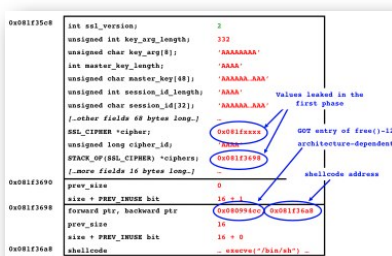 0x081f35c8
int ssl_version; 2
unsigned int key_arg_length; 332
unsigned char key_arg[8]; 'AAAAAAAA'
int master_key_length; 'AAAA'
unsigned char master_key[48]; 'AAAAAA…AAA'
unsigned int session_id_length; 'AAAA'
unsigned char session_id[32]; 'AAAAAA…AAA'
[…other fields 68 bytes long…] …
Values leaked in the
first phase
SSL_CIPHER *cipher; 0x081fxxxx
unsigned long cipher_id; 'AAAA'
STACK_OF(SSL_CIPHER) *ciphers; 0x081f3698
[…more fields 16 bytes long…] …
GOT entry of free()-12
architecture-dependent
shellcode address
0x081f3690
prev_size 0
size + PREV_INUSE bit 16 + 1
0x081f3698
forward ptr, backward ptr 0x080994cc 0x081f36a8
prev_size 16
size + PREV_INUSE bit 16 + 0
0x081f36a8
shellcode … execve("/bin/sh") …